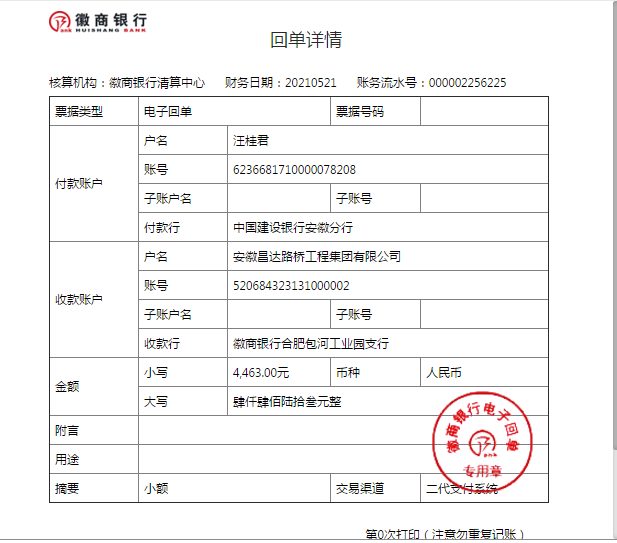 徽商银行
HUISHANG BANK
回单详情
核算机构：徽商银行清算中心 财务日期：20210521 账务流水号：000002256225
票据类型 电子回单 票据号码
付款账户
户名 汪桂君
账号 6236681710000078208
子账户名 子账号
付款行 中国建设银行安徽分行
收款账户
户名 安徽昌达路桥工程集团有限公司
账号 520684323131000002
子账户名 子账号
收款行 徽商银行合肥包河工业园支行
金额
小写 4,463.00元 币种 人民币
大写 肆仟肆佰陆拾叁元整
附言
用途
摘要 小额 交易渠道 二代支付系统
徽商银行电子回单
专用章
第0次打印（注意勿重复记账）